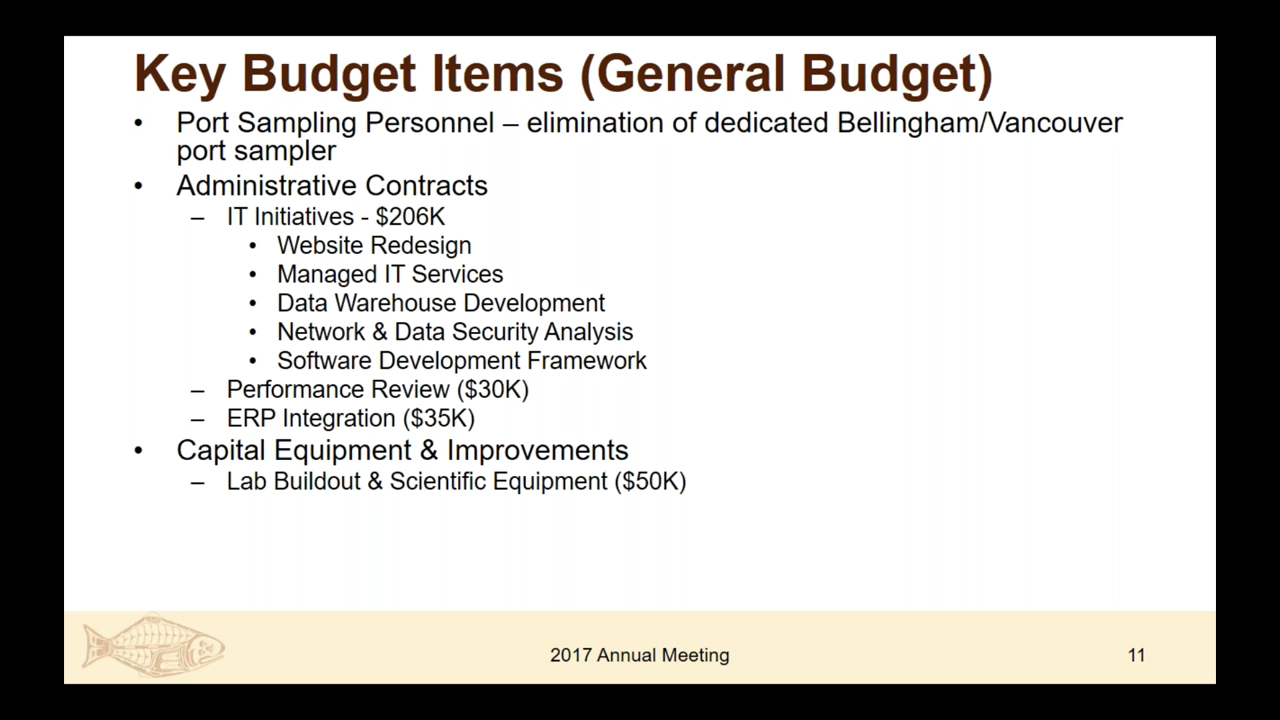 Key Budget Items (General Budget)
• Port Sampling Personnel – elimination of dedicated Bellingham/Vancouver
port sampler
• Administrative Contracts
– IT Initiatives - $206K
• Website Redesign
• Managed IT Services
• Data Warehouse Development
• Network & Data Security Analysis
• Software Development Framework
– Performance Review ($30K)
– ERP Integration ($35K)
• Capital Equipment & Improvements
– Lab Buildout & Scientific Equipment ($50K)
2017 Annual Meeting
11